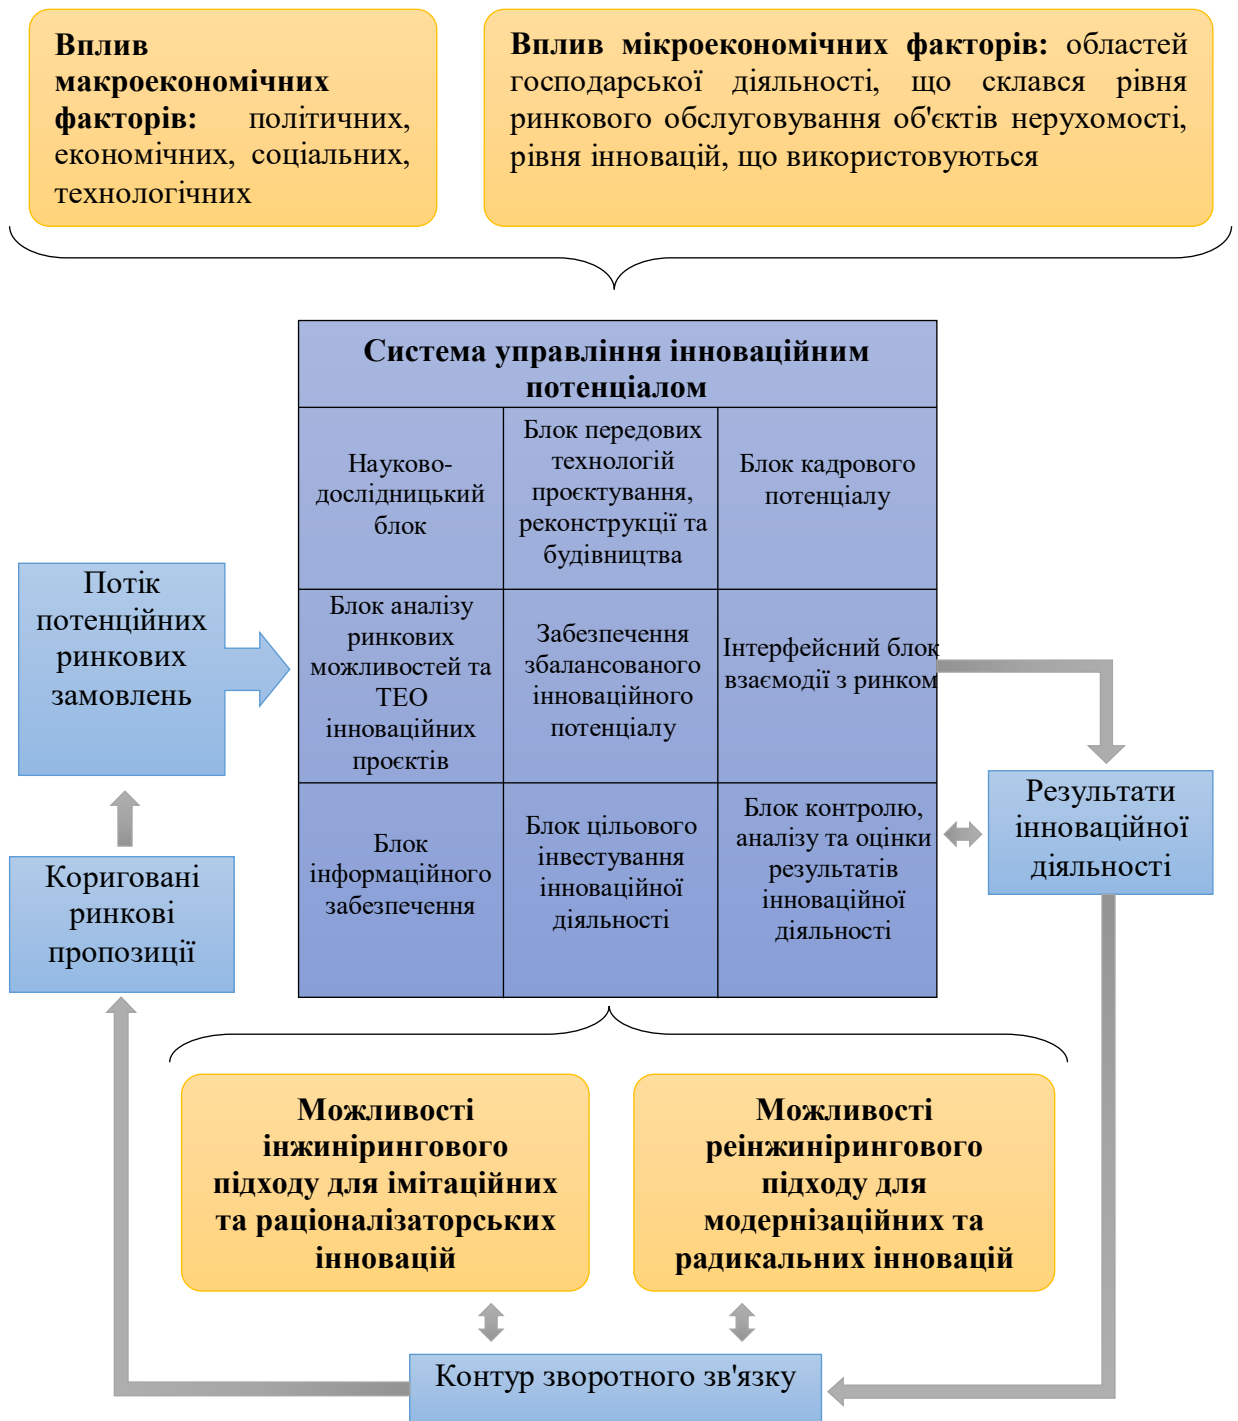 Вплив
макроекономічних
факторів: політичних,
економічних, соціальних,
технологічних
Вплив мікроекономічних факторів: областей
господарської діяльності, що склався рівня
ринкового обслуговування об'єктів нерухомості,
рівня інновацій, що використовуються
Система управління інноваційним
потенціалом
Науково-
дослідницький
блок
Блок передових
технологій
проєктування,
реконструкції та
будівництва
Блок кадрового
потенціалу
Потік
потенційних
ринкових
замовлень
Блок аналізу
ринкових
можливостей та
ТЕО
інноваційних
проєктів
Забезпечення
збалансованого
інноваційного
потенціалу
Інтерфейсний блок
взаємодії з ринком
Результати
інноваційної
діяльності
Кориговані
ринкові
пропозиції
Блок
інформаційного
забезпечення
Блок цільового
інвестування
інноваційної
діяльності
Блок контролю,
аналізу та оцінки
результатів
інноваційної
діяльності
Можливості
інжинірингового
підходу для імітаційних
та раціоналізаторських
інновацій
Можливості
реінжинірингового
підходу для
модернізаційних та
радикальних інновацій
Контур зворотного зв'язку